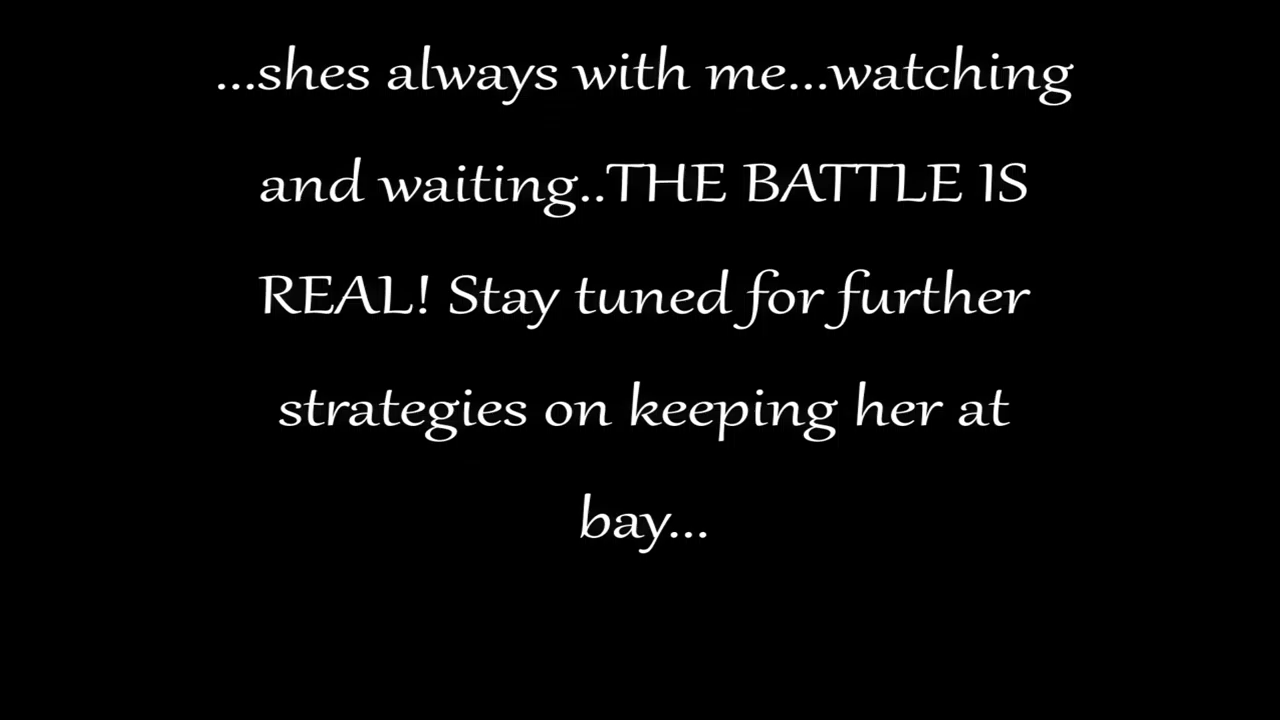 ...shes always with me...watching
and waiting..THE BATTLE IS
REAL! Stay tuned for further
strategies on keeping her at
bay...